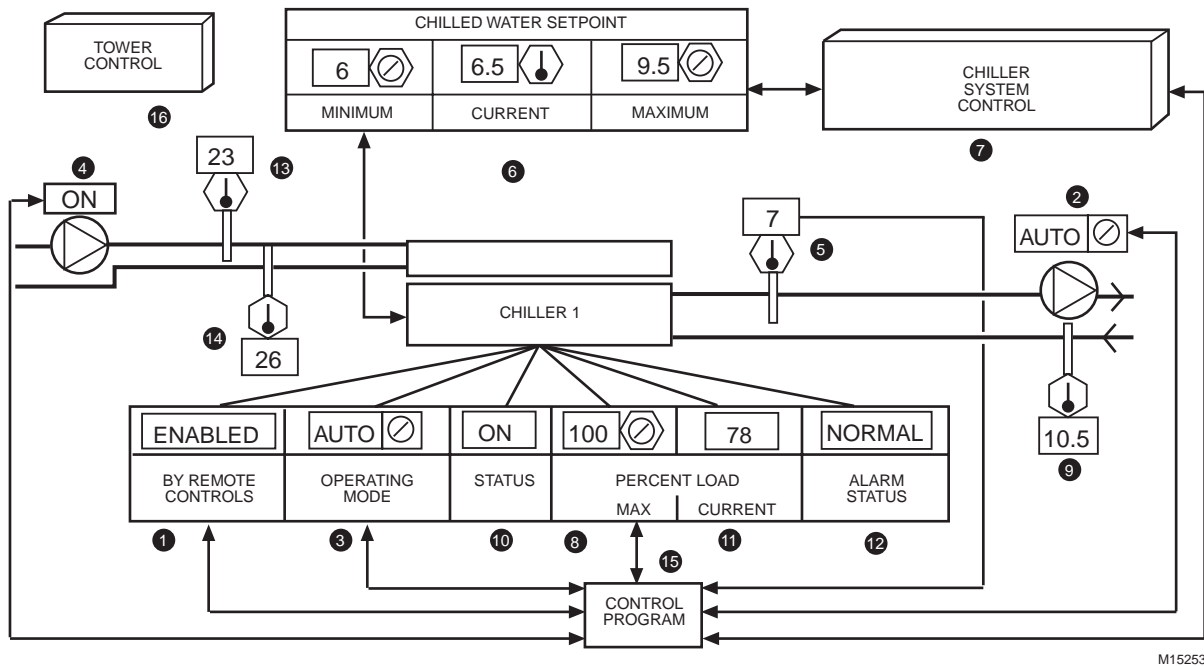 TOWER
CONTROL
16
CHILLED WATER SETPOINT
6
6.5
9.5
MINIMUM
CURRENT
MAXIMUM
6
CHILLER
SYSTEM
CONTROL
7
4
ON
23
13
14
26
7
5
2
AUTO
9
10.5
CHILLER 1
ENABLED
AUTO
ON
100
78
NORMAL
BY REMOTE
CONTROLS
OPERATING
MODE
STATUS
PERCENT LOAD
MAX
CURRENT
ALARM
STATUS
1
3
10
8
11
12
15
CONTROL
PROGRAM
M15253